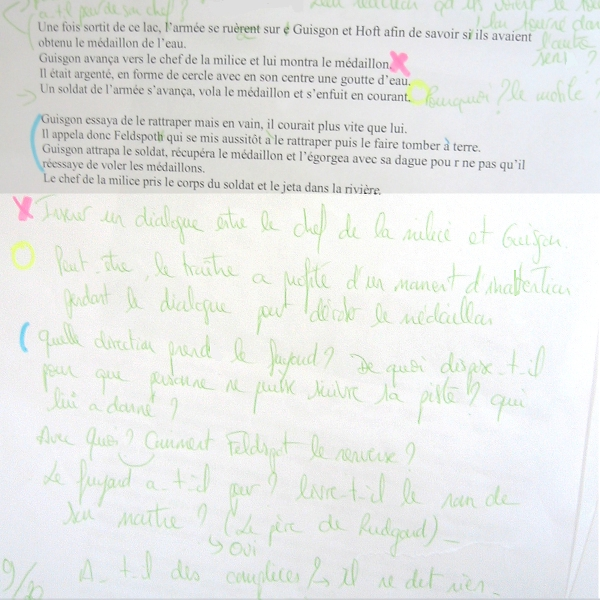 a-t-il peur de son chef ?
Une fois sortit de ce lac, l'armée se ruèrent sur Guisgon et Hoft afin de savoir si ils avaient
obtenu le médaillon de l'eau.
l'autre
sens ?
Guisgon avança vers le chef de la milice et lui montra le médaillon.
Il était argenté, en forme de cercle avec en son centre une goutte d'eau.
Un soldat de l'armée s'avança, vola le médaillon et s'enfuit en courant.
Pourquoi ? le mobile ?
Guisgon essaya de le rattraper mais en vain, il courait plus vite que lui.
Il appela donc Feldspoth qui se mis aussitôt à le rattraper puis le faire tomber à terre.
Guisgon attrapa le soldat, récupéra le médaillon et l'égorgea avec sa dague pou r ne pas qu'il
réessaye de voler les médaillons.
Le chef de la milice pris le corps du soldat et le jeta dans la rivière.
Insérer un dialogue entre le chef de la milice et Guisgon.
Peut-être, le traître a profité d'un moment d'inattention
pendant le dialogue pour dérober le médaillon
Quelle direction prend le fuyard ? De quoi dispose-t-il
pour que personne ne puisse suivre sa piste ? qui
lui a donné ?
Avec quoi ? Comment Feldspot le renverse ?
Le fuyard a-t-il peur ? livre-t-il le nom de
son maître ? (Le père de Rudgard)
↳ oui
9/20 A-t-il des complices ? ↳ il ne dit rien.